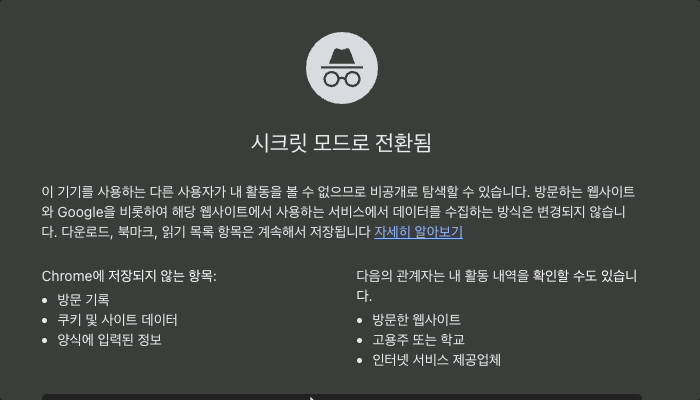 시크릿 모드로 전환됨
이 기기를 사용하는 다른 사용자가 내 활동을 볼 수 없으므로 비공개로 탐색할 수 있습니다. 방문하는 웹사이트
와 Google을 비롯하여 해당 웹사이트에서 사용하는 서비스에서 데이터를 수집하는 방식은 변경되지 않습니
다. 다운로드, 북마크, 읽기 목록 항목은 계속해서 저장됩니다 자세히 알아보기
Chrome에 저장되지 않는 항목:
• 방문 기록
• 쿠키 및 사이트 데이터
• 양식에 입력된 정보
다음의 관계자는 내 활동 내역을 확인할 수도 있습니
다.
• 방문한 웹사이트
• 고용주 또는 학교
• 인터넷 서비스 제공업체